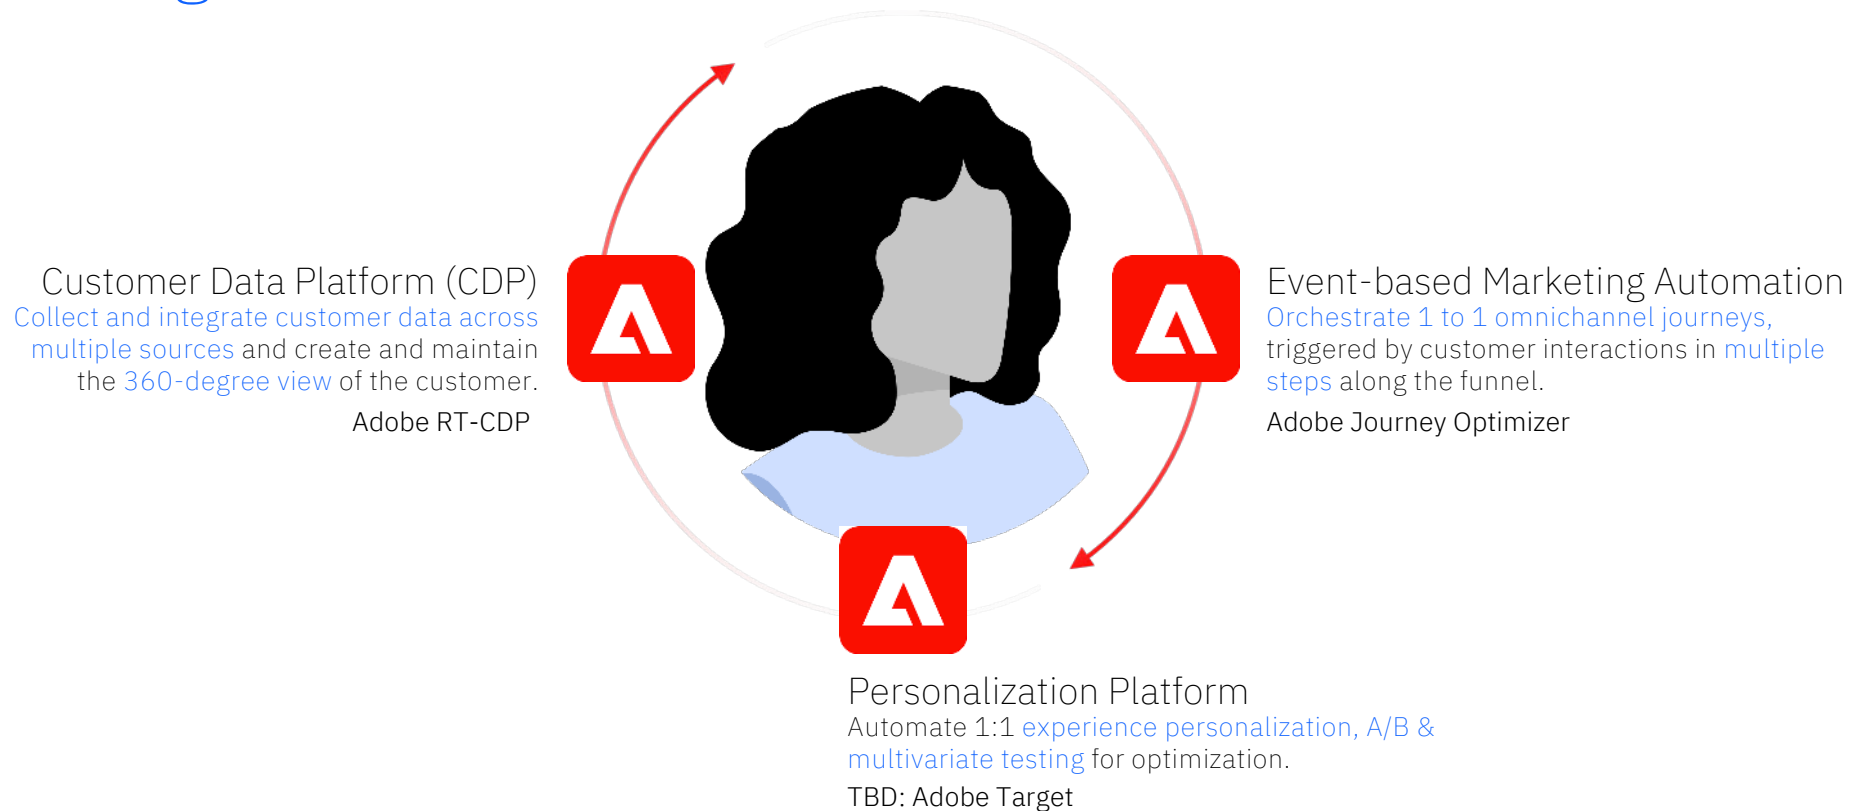 Customer Data Platform (CDP)
Collect and integrate customer data across
multiple sources and create and maintain
the 360-degree view of the customer.
Adobe RT-CDP
Event-based Marketing Automation
Orchestrate 1 to 1 omnichannel journeys,
triggered by customer interactions in multiple
steps along the funnel.
Adobe Journey Optimizer
Personalization Platform
Automate 1:1 experience personalization, A/B &
multivariate testing for optimization.
TBD: Adobe Target